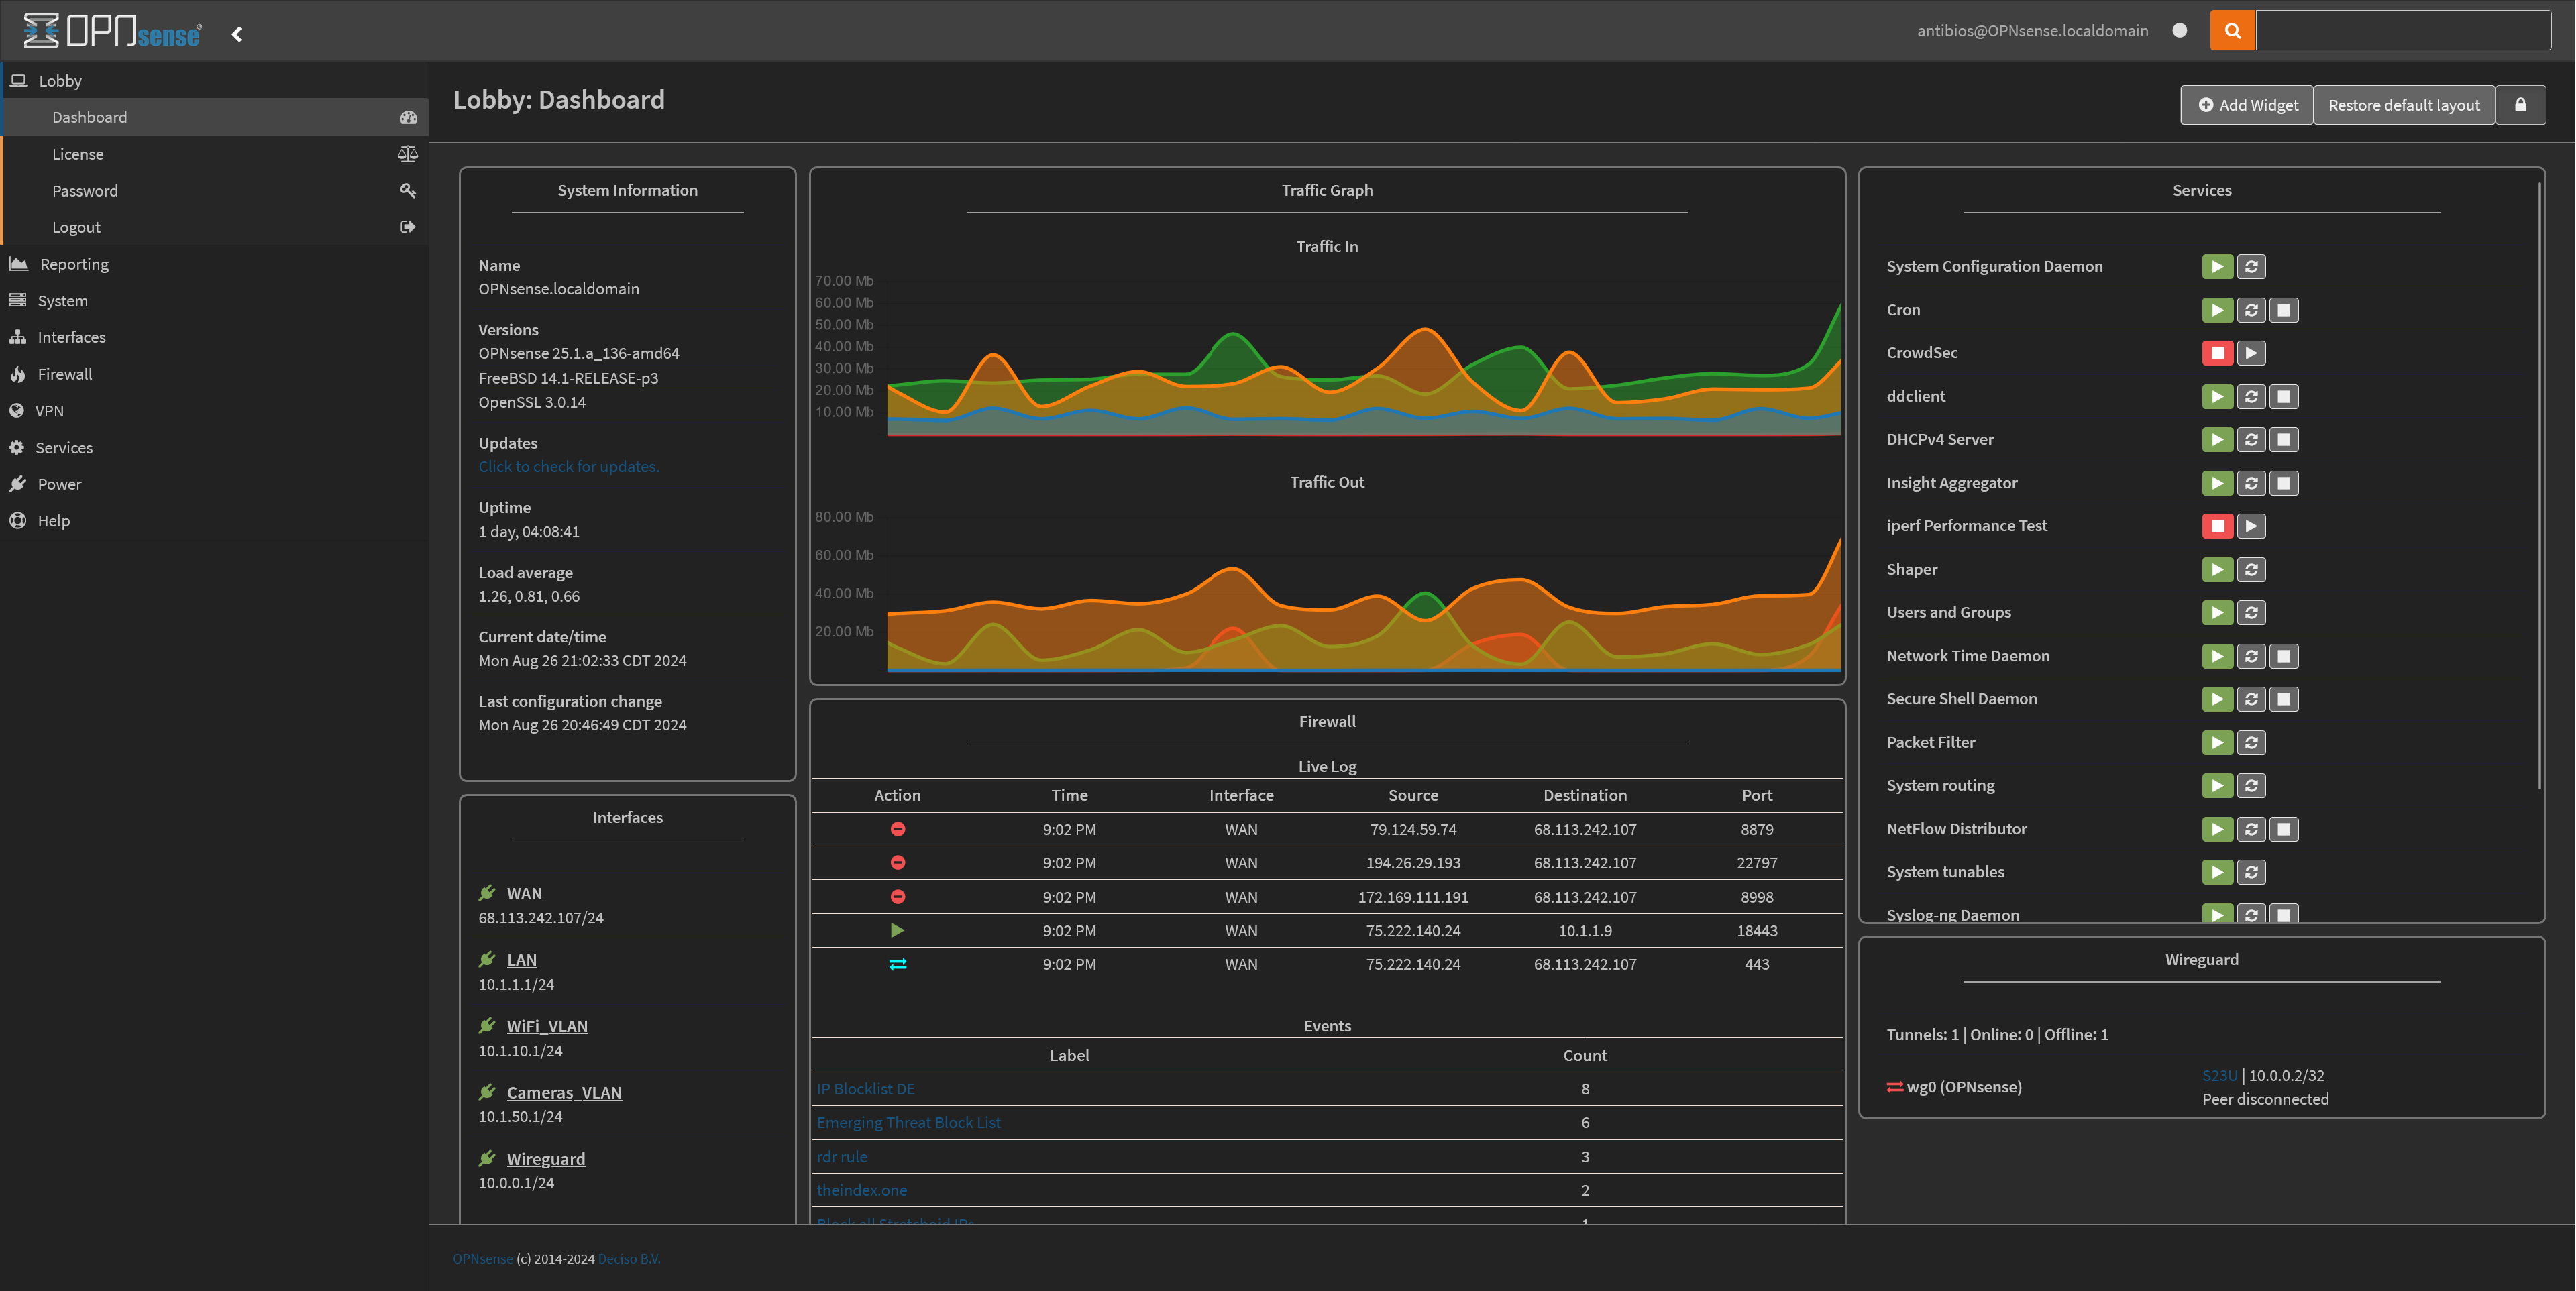 OPNsense®
antibios@OPNsense.localdomain
Lobby
Dashboard
License
Password
Logout
Reporting
System
Interfaces
Firewall
VPN
Services
Power
Help
Lobby: Dashboard
Add Widget
Restore default layout
System Information
Name
OPNsense.localdomain
Versions
OPNsense 25.1.a_136-amd64
FreeBSD 14.1-RELEASE-p3
OpenSSL 3.0.14
Updates
Click to check for updates.
Uptime
1 day, 04:08:41
Load average
1.26, 0.81, 0.66
Current date/time
Mon Aug 26 21:02:33 CDT 2024
Last configuration change
Mon Aug 26 20:46:49 CDT 2024
Interfaces
WAN
68.113.242.107/24
LAN
10.1.1.1/24
WiFi_VLAN
10.1.10.1/24
Cameras_VLAN
10.1.50.1/24
Wireguard
10.0.0.1/24
Traffic Graph
Traffic In
70.00 Mb
60.00 Mb
50.00 Mb
40.00 Mb
30.00 Mb
20.00 Mb
10.00 Mb
Traffic Out
80.00 Mb
60.00 Mb
40.00 Mb
20.00 Mb
Firewall
Live Log
Action Time Interface Source Destination Port
9:02 PM WAN 79.124.59.74 68.113.242.107 8879
9:02 PM WAN 194.26.29.193 68.113.242.107 22797
9:02 PM WAN 172.169.111.191 68.113.242.107 8998
9:02 PM WAN 75.222.140.24 10.1.1.9 18443
9:02 PM WAN 75.222.140.24 68.113.242.107 443
Events
Label Count
IP Blocklist DE 8
Emerging Threat Block List 6
rdr rule 3
theindex.one 2
Block all Stretchoid IPs 1
Services
System Configuration Daemon
Cron
CrowdSec
ddclient
DHCPv4 Server
Insight Aggregator
iperf Performance Test
Shaper
Users and Groups
Network Time Daemon
Secure Shell Daemon
Packet Filter
System routing
NetFlow Distributor
System tunables
Syslog-ng Daemon
Wireguard
Tunnels: 1 | Online: 0 | Offline: 1
wg0 (OPNsense)
S23U | 10.0.0.2/32
Peer disconnected
OPNsense (c) 2014-2024 Deciso B.V.